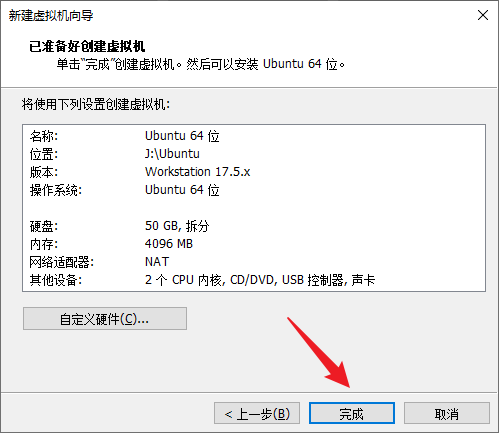 新建虚拟机向导
已准备好创建虚拟机
单击“完成”创建虚拟机。然后可以安装 Ubuntu 64 位。
将使用下列设置创建虚拟机:
名称: Ubuntu 64 位
位置: J:\Ubuntu
版本: Workstation 17.5.x
操作系统: Ubuntu 64 位
硬盘: 50 GB, 拆分
内存: 4096 MB
网络适配器: NAT
其他设备: 2 个 CPU 内核, CD/DVD, USB 控制器, 声卡
自定义硬件(C)...
< 上一步(B)
完成
取消